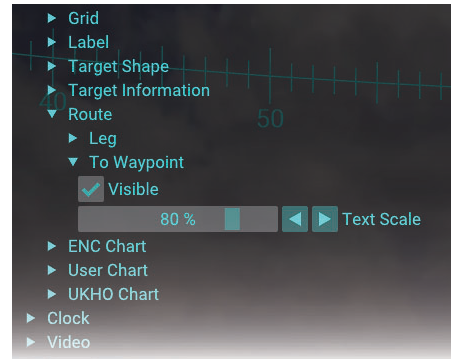 Grid
Label
Target Shape
Target Information
40
Route
50
Leg
To Waypoint
Visible
80 % Text Scale
ENC Chart
User Chart
UKHO Chart
Clock
Video